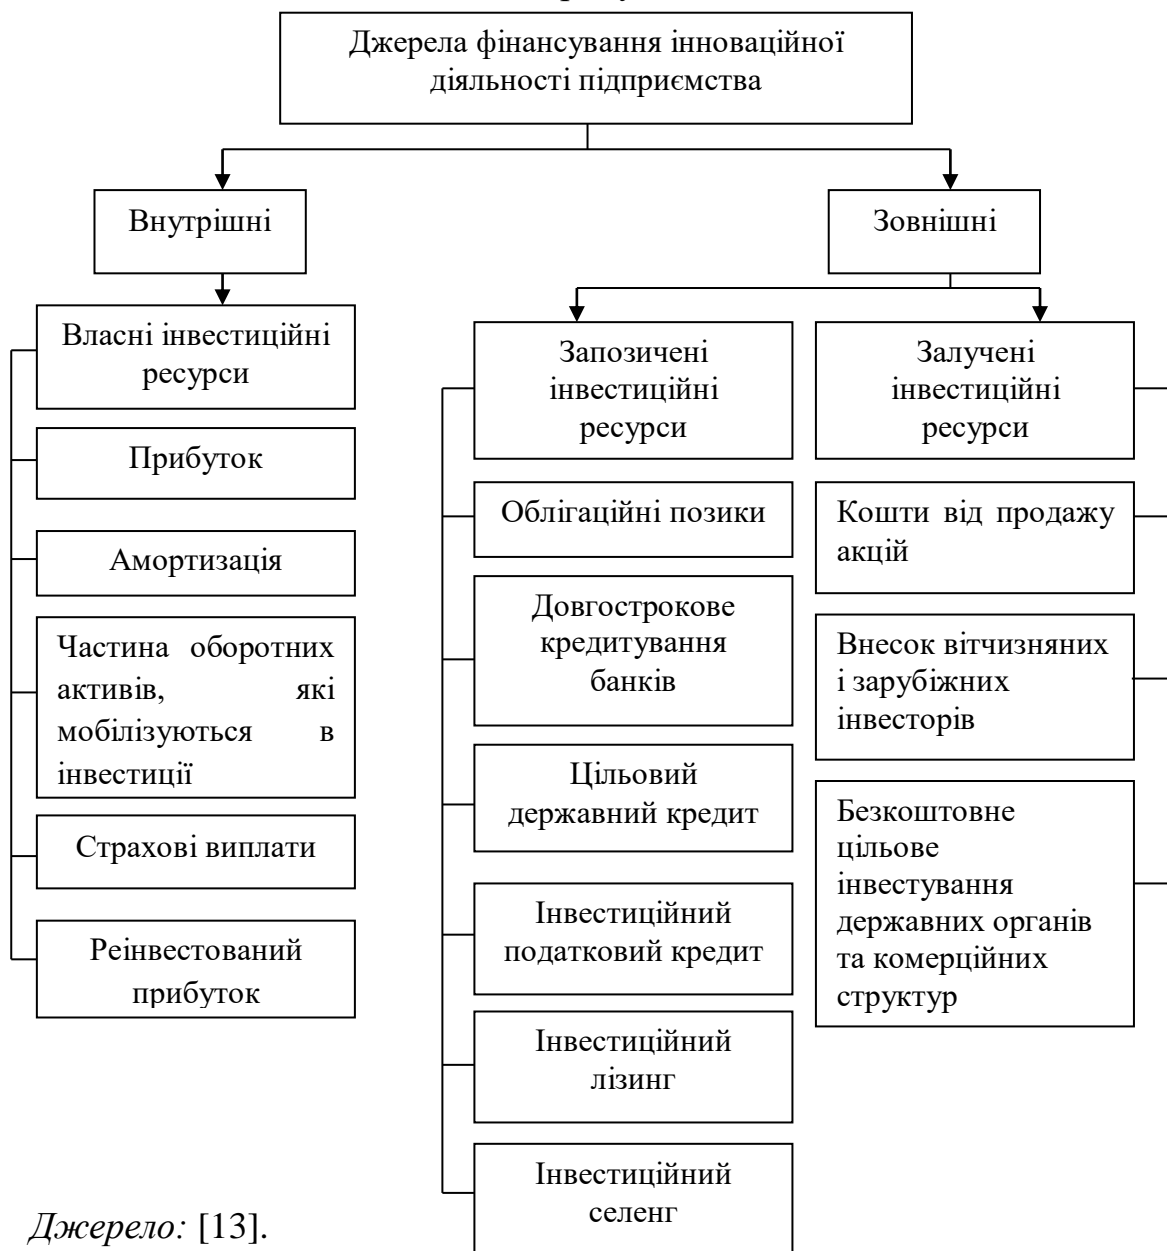 Джерела фінансування інноваційної
діяльності підприємства
Внутрішні
Зовнішні
Власні інвестиційні
ресурси
Прибуток
Амортизація
Частина оборотних
активів, які
мобілізуються в
інвестиції
Страхові виплати
Реінвестований
прибуток
Запозичені
інвестиційні
ресурси
Облігаційні позики
Довгострокове
кредитування
банків
Цільовий
державний кредит
Інвестиційний
податковий кредит
Інвестиційний
лізинг
Інвестиційний
селенг
Залучені
інвестиційні
ресурси
Кошти від продажу
акцій
Внесок вітчизняних
і зарубіжних
інвесторів
Безкоштовне
цільове
інвестування
державних органів
та комерційних
структур
Джерело: [13].